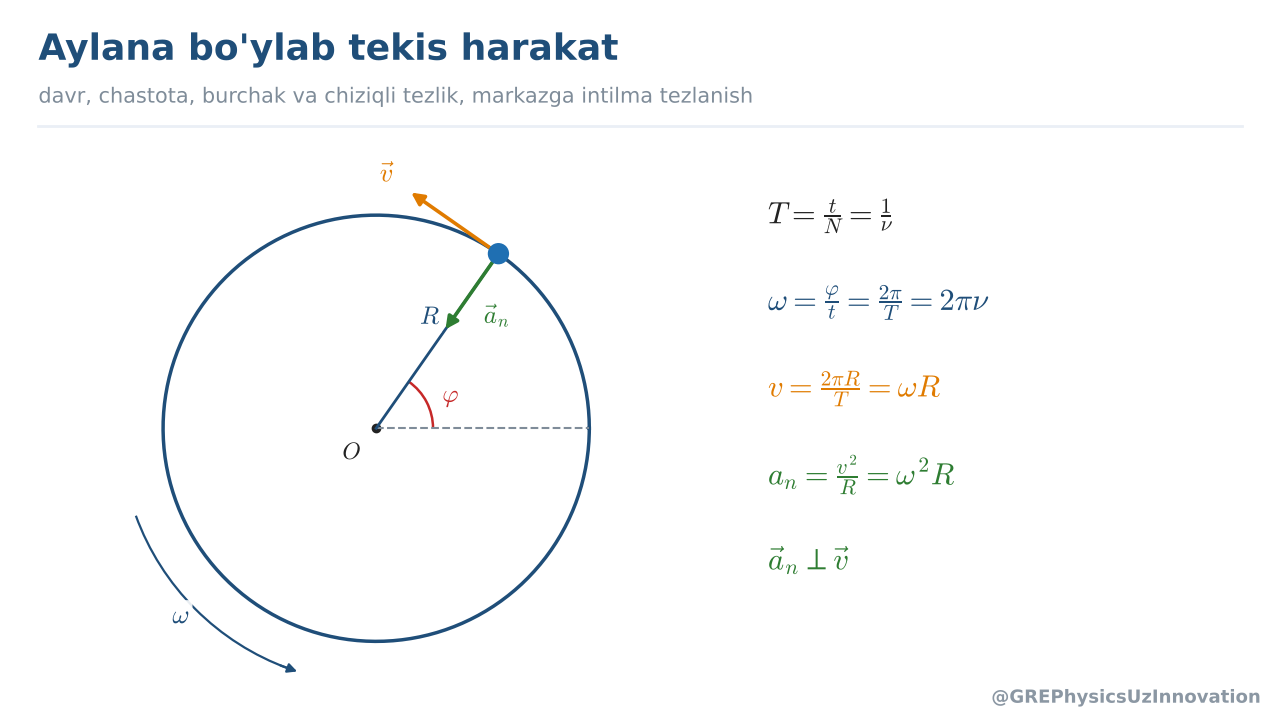 Aylana bo'ylab tekis harakat
davr, chastota, burchak va chiziqli tezlik, markazga intilma tezlanish
v⃗
R
a⃗ₙ
φ
O
ω
T = t/N = 1/ν
ω = φ/t = 2π/T = 2πν
v = 2πR/T = ωR
aₙ = v²/R = ω²R
a⃗ₙ ⊥ v⃗
@GREPhysicsUzInnovation